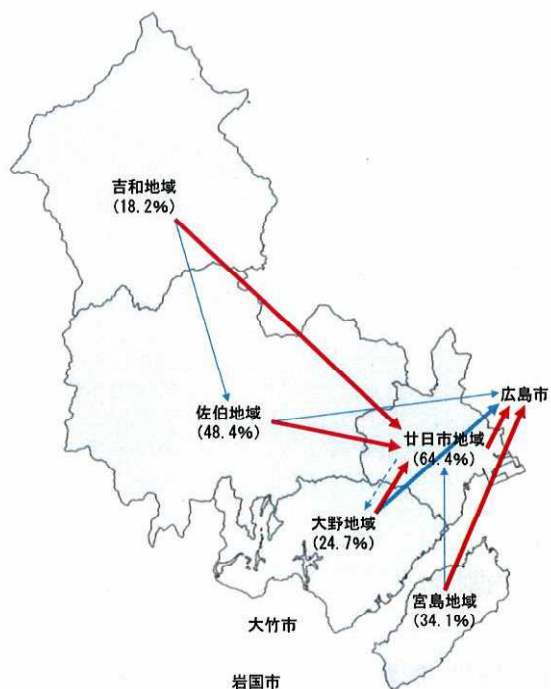 吉和地域
(18.2%)
広島市
佐伯地域
(48.4%)
廿日市地域
(64.4%)
大野地域
(24.7%)
宮島地域
(34.1%)
大竹市
岩国市